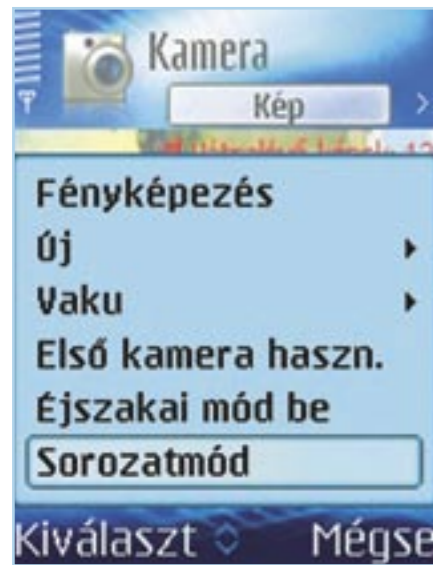 Kamera
Kép
Fényképezés
Új
Vaku
Első kamera haszn.
Éjszakai mód be
Sorozatmód
Kiválaszt Mégse